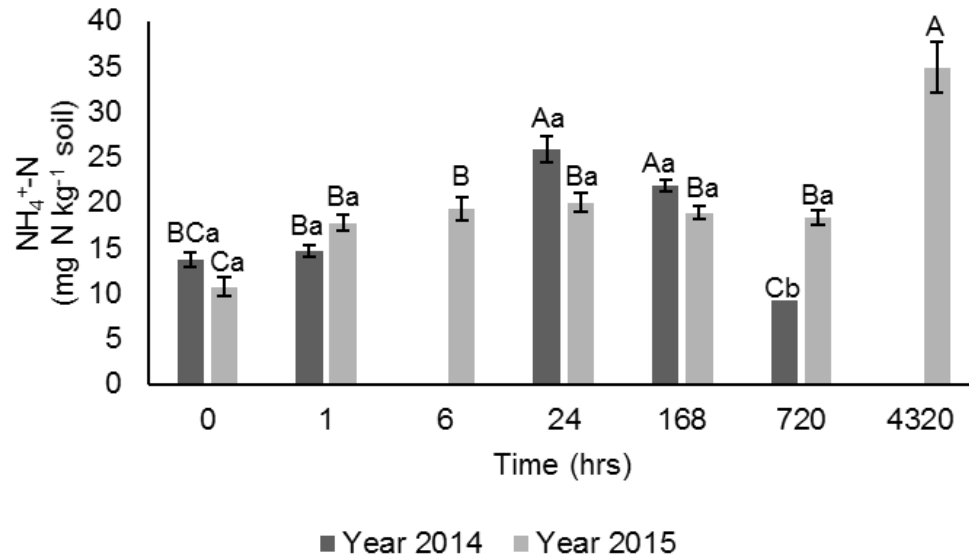 NH₄⁺-N
(mg N kg⁻¹ soil)
40
35
30
25
20
15
10
5
0
BCa
Ca
Ba
Ba
B
Aa
Ba
Aa
Ba
Cb
Ba
A
0 1 6 24 168 720 4320
Time (hrs)
Year 2014 Year 2015